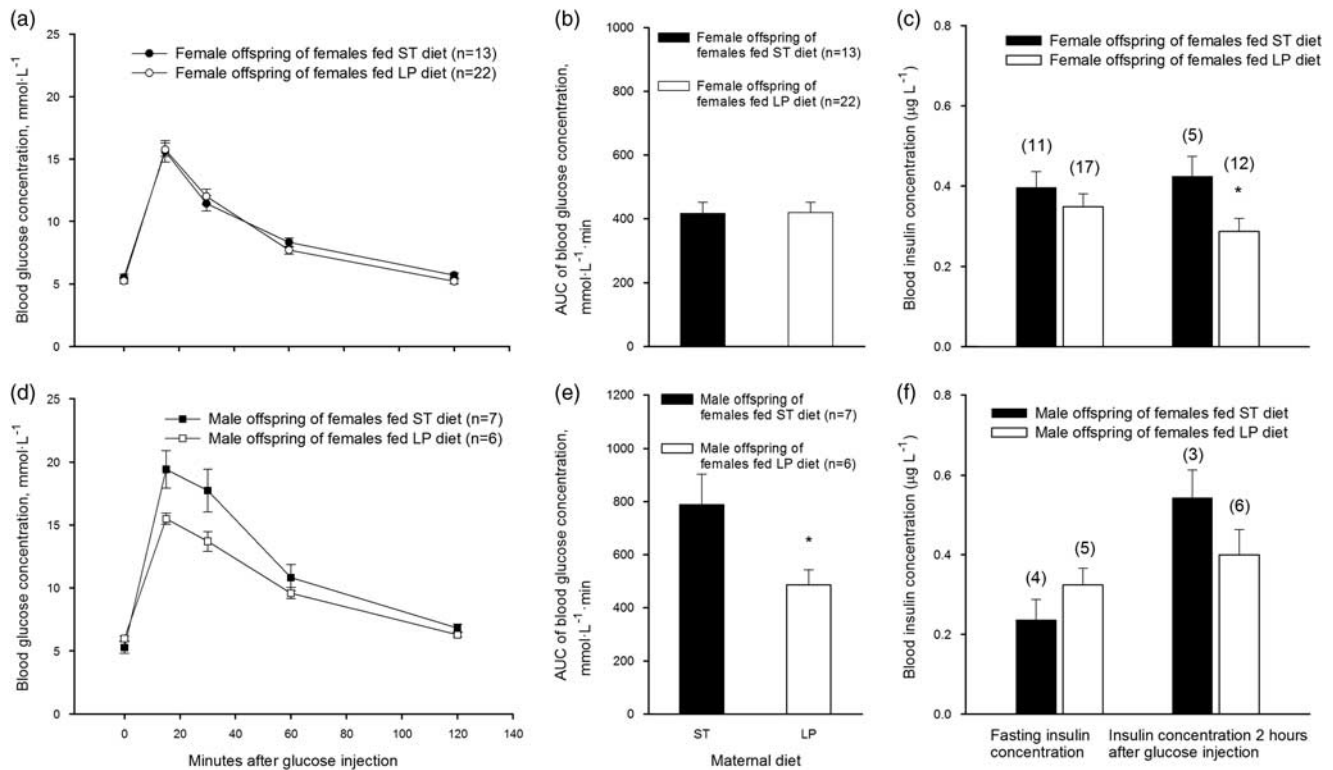 (a)
25
20
15
10
5
0
Blood glucose concentration, mmol·L⁻¹
Female offspring of females fed ST diet (n=13)
Female offspring of females fed LP diet (n=22)
(b)
1000
800
600
400
200
0
AUC of blood glucose concentration,
mmol·L⁻¹·min
Female offspring of
females fed ST diet (n=13)
Female offspring of
females fed LP diet (n=22)
(c)
0.8
0.6
0.4
0.2
0.0
Blood insulin concentration (µg L⁻¹)
Female offspring of females fed ST diet
Female offspring of females fed LP diet
(11)
(17)
(5)
(12)
*
(d)
25
20
15
10
5
0
Blood glucose concentration, mmol·L⁻¹
Male offspring of females fed ST diet (n=7)
Male offspring of females fed LP diet (n=6)
0 20 40 60 80 100 120 140
Minutes after glucose injection
(e)
1200
1000
800
600
400
200
0
AUC of blood glucose concentration,
mmol·L⁻¹·min
Male offspring of
females fed ST diet (n=7)
Male offspring of
females fed LP diet (n=6)
*
ST LP
Maternal diet
(f)
0.8
0.6
0.4
0.2
0.0
Blood insulin concentration (µg L⁻¹)
Male offspring of females fed ST diet
Male offspring of females fed LP diet
(4)
(5)
(3)
(6)
Fasting insulin
concentration
Insulin concentration 2 hours
after glucose injection